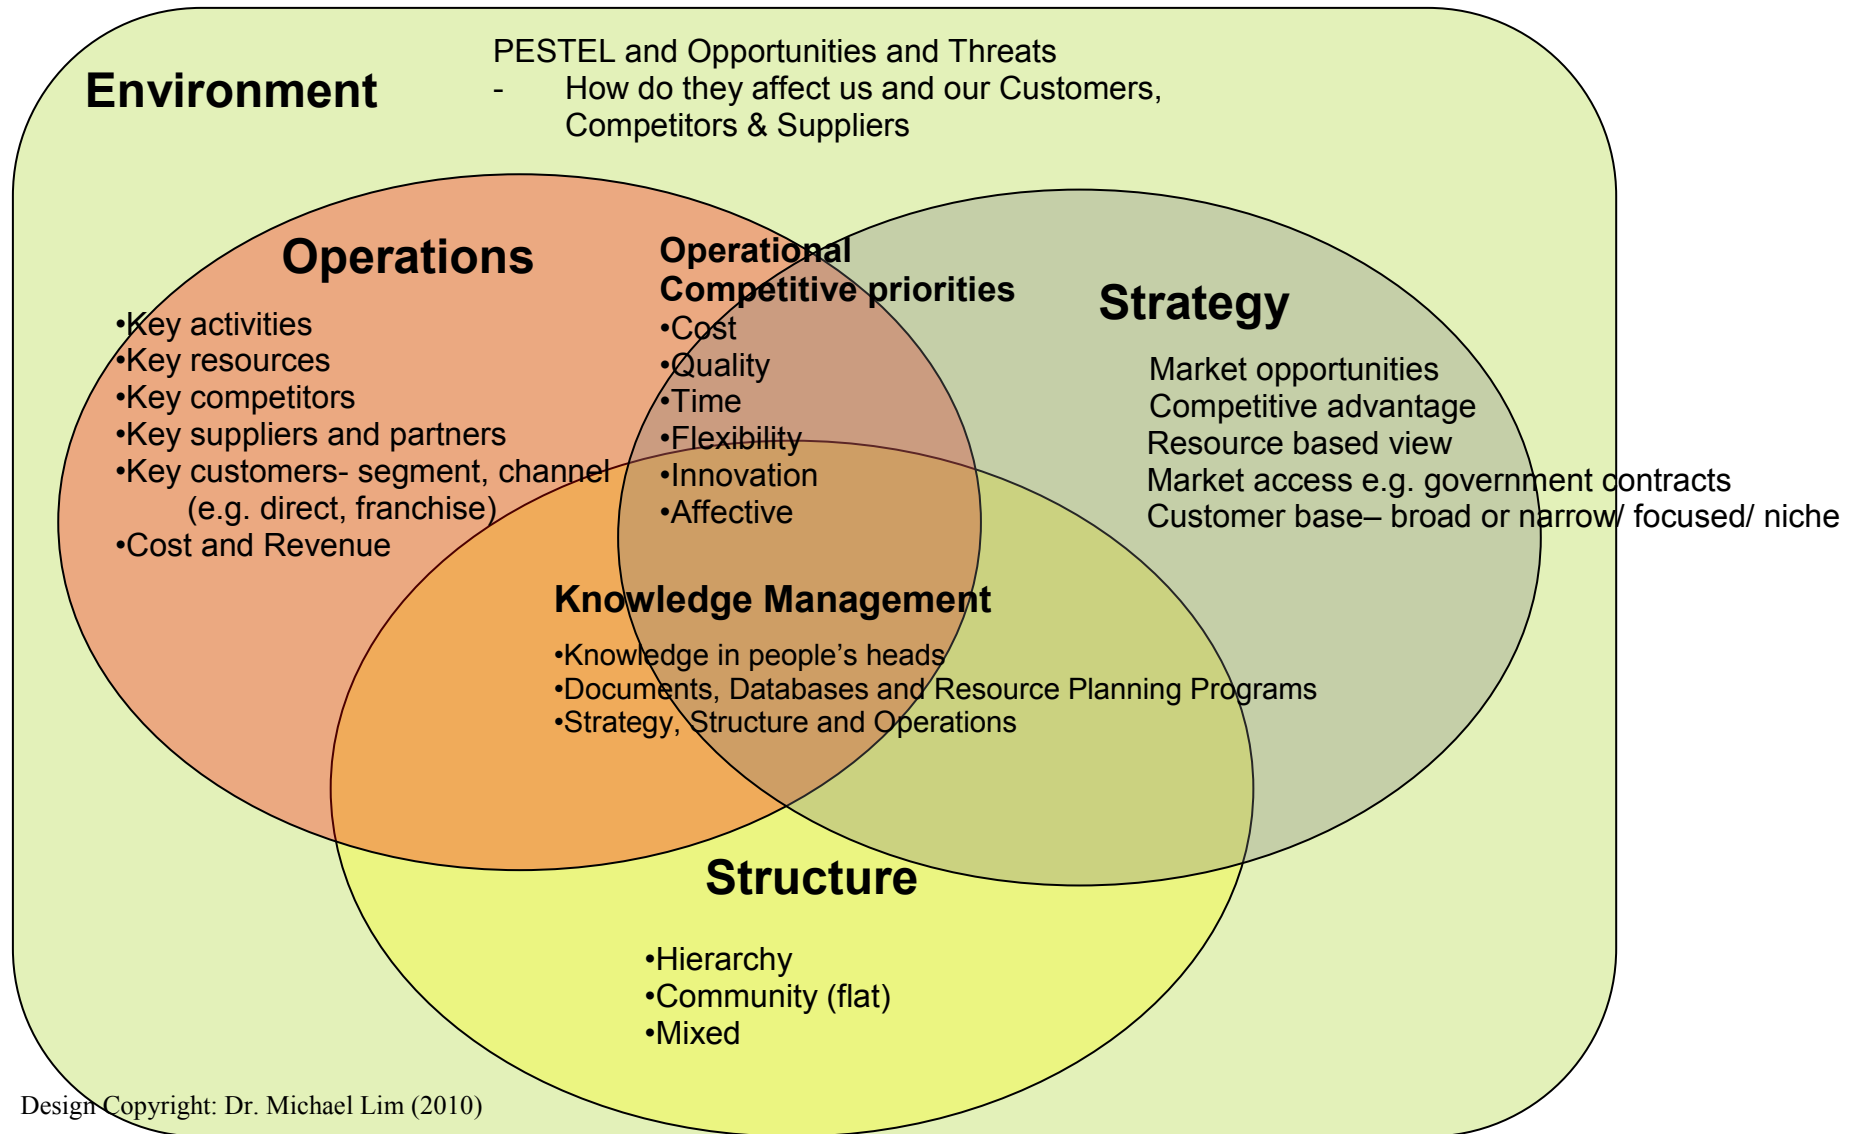 Environment
PESTEL and Opportunities and Threats
- How do they affect us and our Customers,
Competitors & Suppliers
Operations
•Key activities
•Key resources
•Key competitors
•Key suppliers and partners
•Key customers- segment, channel
(e.g. direct, franchise)
•Cost and Revenue
Operational
Competitive priorities
•Cost
•Quality
•Time
•Flexibility
•Innovation
•Affective
Strategy
Market opportunities
Competitive advantage
Resource based view
Market access e.g. government contracts
Customer base– broad or narrow/ focused/ niche
Knowledge Management
•Knowledge in people’s heads
•Documents, Databases and Resource Planning Programs
•Strategy, Structure and Operations
Structure
•Hierarchy
•Community (flat)
•Mixed
Design Copyright: Dr. Michael Lim (2010)